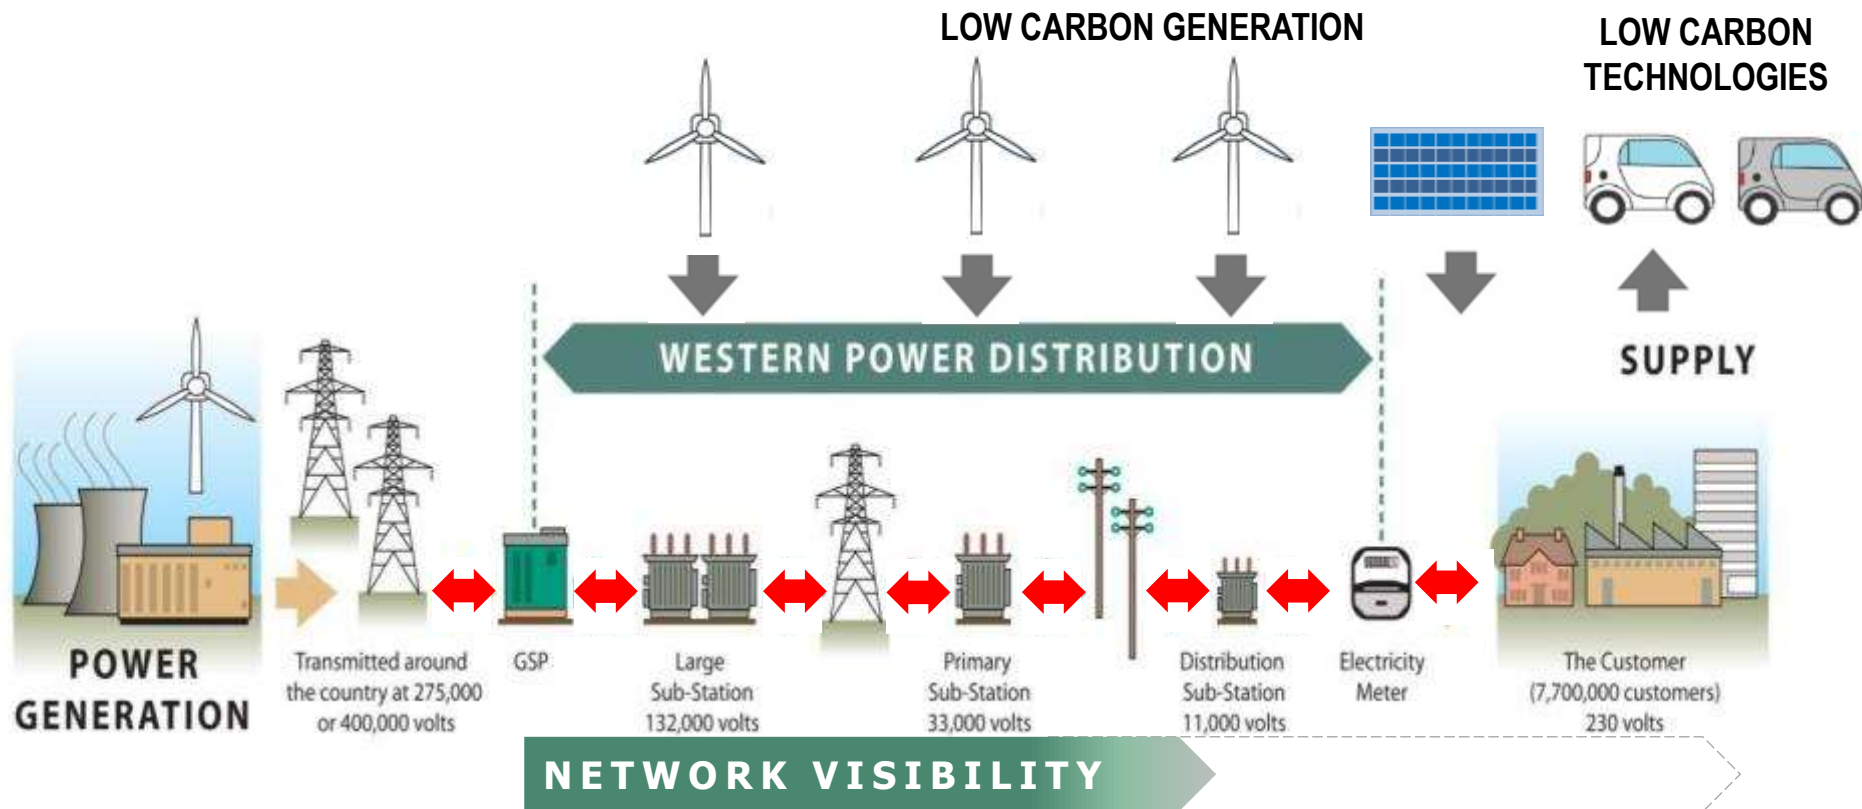 LOW CARBON GENERATION
LOW CARBON
TECHNOLOGIES
WESTERN POWER DISTRIBUTION
SUPPLY
POWER
GENERATION
Transmitted around
the country at 275,000
or 400,000 volts
GSP
Large
Sub-Station
132,000 volts
Primary
Sub-Station
33,000 volts
Distribution
Sub-Station
11,000 volts
Electricity
Meter
The Customer
(7,700,000 customers)
230 volts
NETWORK VISIBILITY